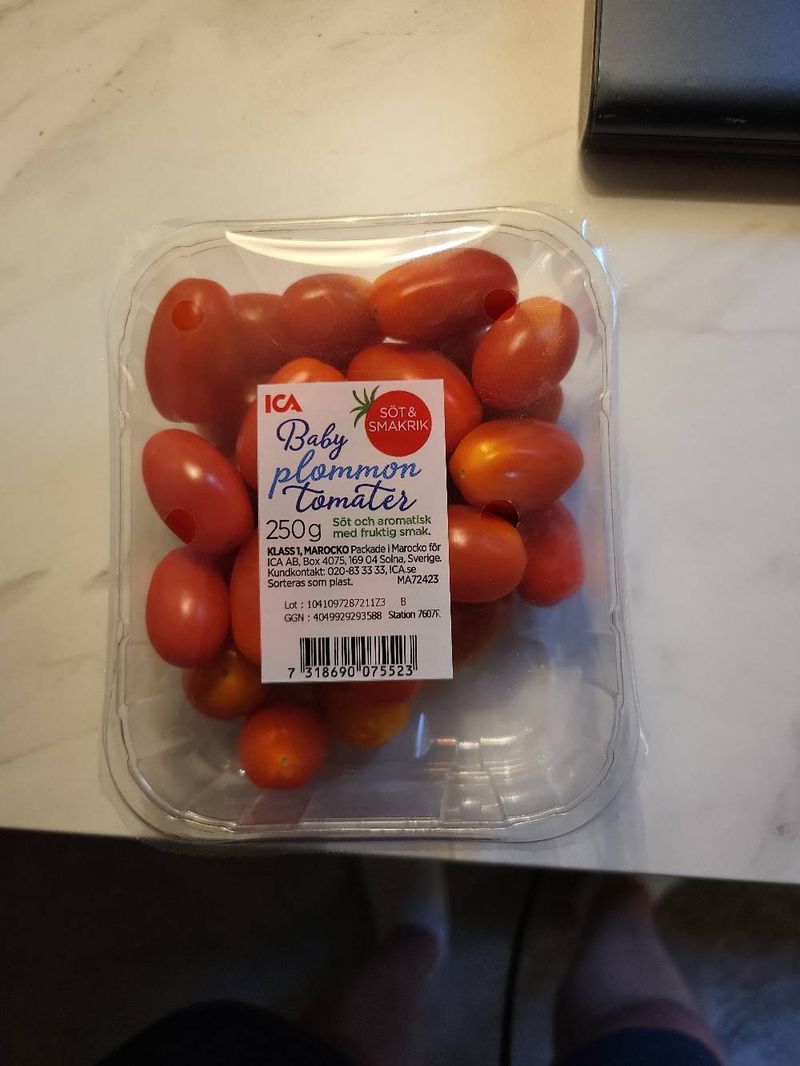 ICA
SÖT &
SMAKRIK
Baby
plommon
tomater
250g
Söt och aromatisk
med fruktig smak.
KLASS 1, MAROCKO Packade i Marocko för
ICA AB, Box 4075, 169 04 Solna, Sverige.
Kundkontakt: 020-83 33 33, ICA.se
Sorteras som plast. MA72423
Lot : 1041097287211Z3 B
GGN : 4049929293588 Station 7607F.
7 318690 075523